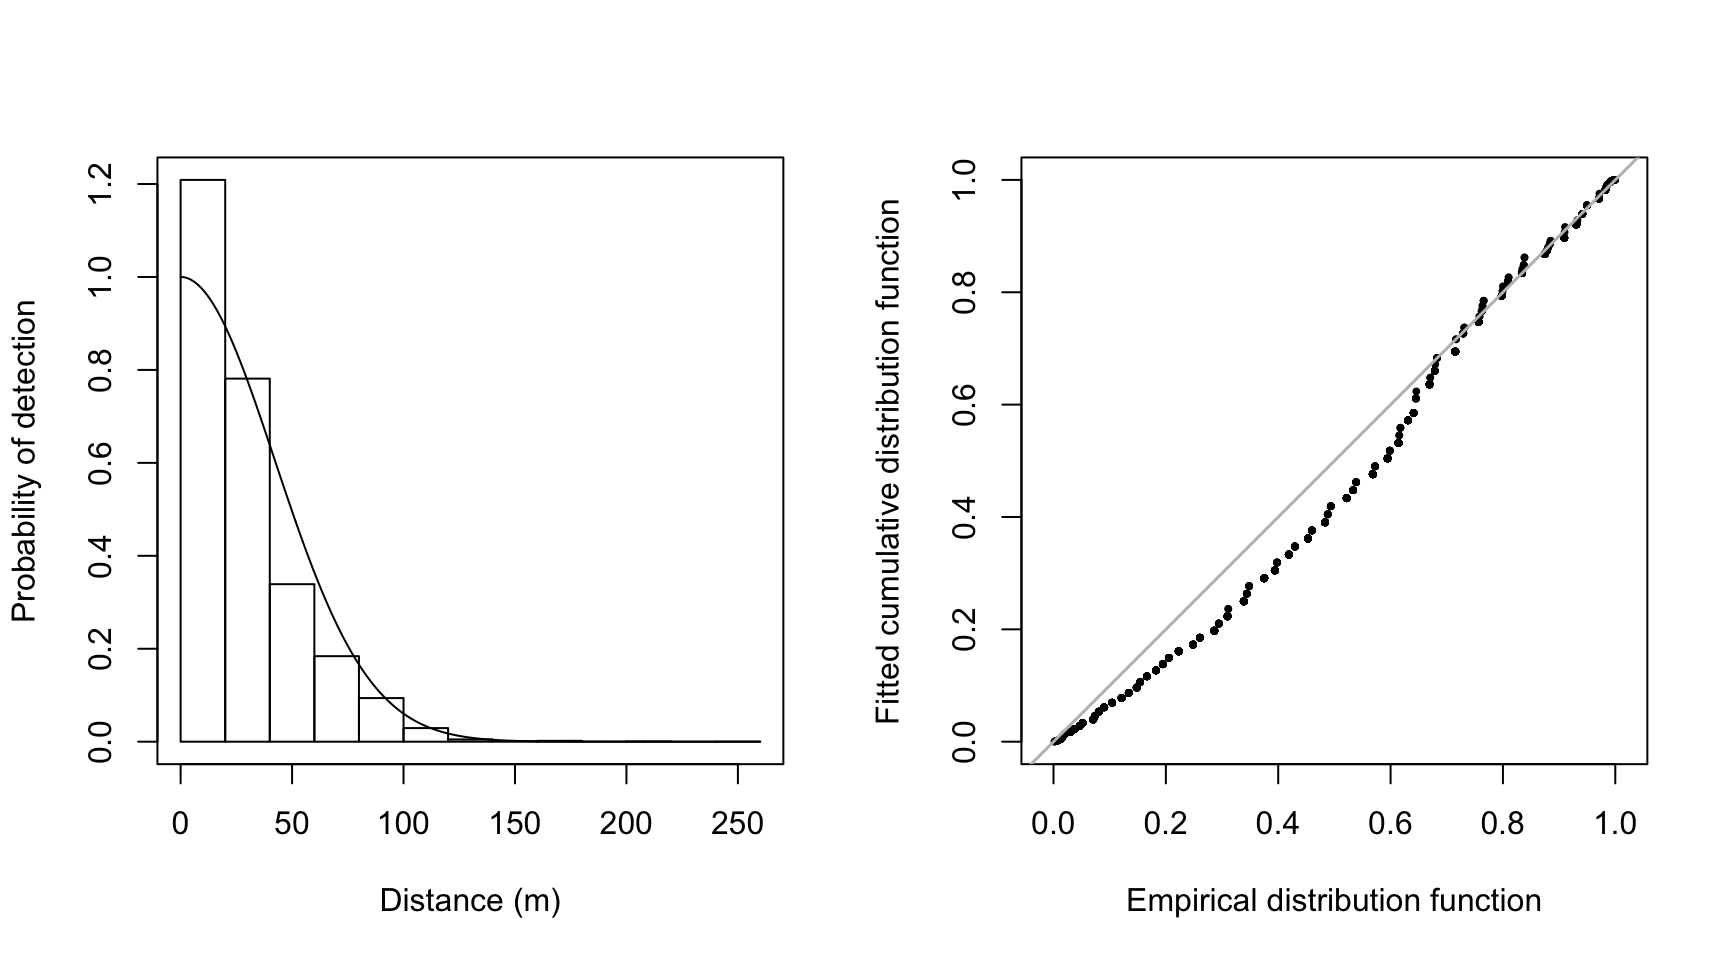 Probability of detection
1.2
1.0
0.8
0.6
0.4
0.2
0.0
0 50 100 150 200 250
Distance (m)
Fitted cumulative distribution function
1.0
0.8
0.6
0.4
0.2
0.0
0.0 0.2 0.4 0.6 0.8 1.0
Empirical distribution function